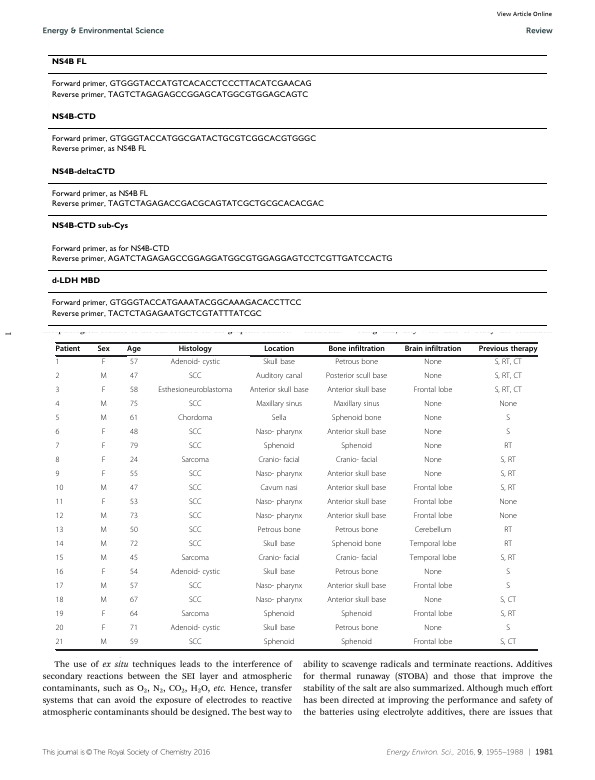 View Article Online
Energy & Environmental Science
Review
NS4B FL
Forward primer, GTGGGTACCATGTCACACCTCCCTTACATCGAACAG
Reverse primer, TAGTCTAGAGAGCCGGAGCATGGCGTGGAGCAGTC
NS4B-CTD
Forward primer, GTGGGTACCATGGCGATACTGCGTCGGCACGTGGGC
Reverse primer, as NS4B FL
NS4B-deltaCTD
Forward primer, as NS4B FL
Reverse primer, TAGTCTAGAGACCGACGCAGTATCGCTGCGCACACGAC
NS4B-CTD sub-Cys
Forward primer, as for NS4B-CTD
Reverse primer, AGATCTAGAGAGCCGGAGGATGGCGTGGAGGAGTCCTCGTTGATCCACTG
d-LDH MBD
Forward primer, GTGGGTACCATGAAATACGGCAAAGACACCTTCC
Reverse primer, TACTCTAGAGAATGCTCGTATTTATCGC
Patient Sex Age Histology Location Bone infiltration Brain infiltration Previous therapy
1 F 57 Adenoid- cystic Skull base Petrous bone None S, RT, CT
2 M 47 SCC Auditory canal Posterior scull base None S, RT, CT
3 F 58 Esthesioneuroblastoma Anterior skull base Anterior skull base Frontal lobe S, RT, CT
4 M 75 SCC Maxillary sinus Maxillary sinus None None
5 M 61 Chordoma Sella Sphenoid bone None S
6 F 48 SCC Naso- pharynx Anterior skull base None S
7 F 79 SCC Sphenoid Sphenoid None RT
8 F 24 Sarcoma Cranio- facial Cranio- facial None S, RT
9 F 55 SCC Naso- pharynx Anterior skull base None S, RT
10 M 47 SCC Cavum nasi Anterior skull base Frontal lobe S, RT
11 F 53 SCC Naso- pharynx Anterior skull base Frontal lobe None
12 M 73 SCC Naso- pharynx Anterior skull base Frontal lobe None
13 M 50 SCC Petrous bone Petrous bone Cerebellum RT
14 M 72 SCC Skull base Sphenoid bone Temporal lobe RT
15 M 45 Sarcoma Cranio- facial Cranio- facial Temporal lobe S, RT
16 F 54 Adenoid- cystic Skull base Petrous bone None S
17 M 57 SCC Naso- pharynx Anterior skull base Frontal lobe S
18 M 67 SCC Naso- pharynx Anterior skull base None S, CT
19 F 64 Sarcoma Sphenoid Sphenoid Frontal lobe S, RT
20 F 71 Adenoid- cystic Skull base Petrous bone None S
21 M 59 SCC Sphenoid Sphenoid Frontal lobe S, CT
The use of ex situ techniques leads to the interference of
secondary reactions between the SEI layer and atmospheric
contaminants, such as O₂, N₂, CO₂, H₂O, etc. Hence, transfer
systems that can avoid the exposure of electrodes to reactive
atmospheric contaminants should be designed. The best way to
ability to scavenge radicals and terminate reactions. Additives
for thermal runaway (STOBA) and those that improve the
stability of the salt are also summarized. Although much effort
has been directed at improving the performance and safety of
the batteries using electrolyte additives, there are issues that
This journal is © The Royal Society of Chemistry 2016
Energy Environ. Sci., 2016, 9, 1955–1988 | 1981